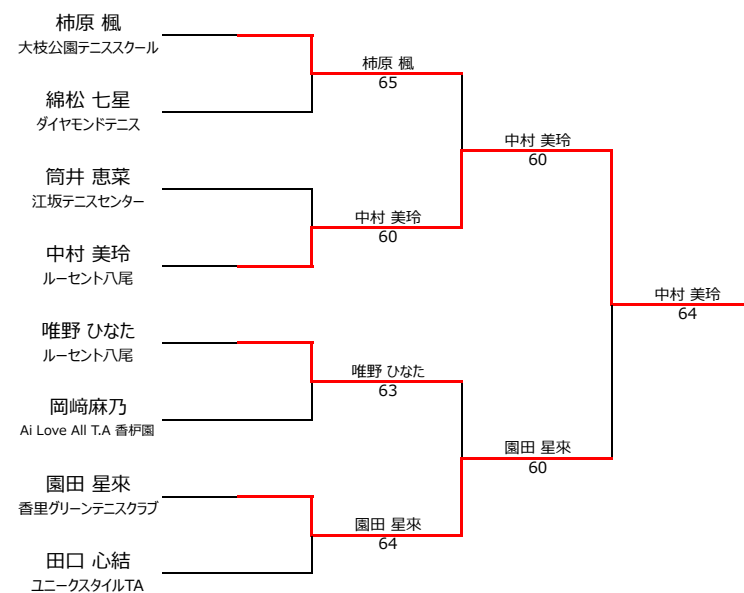 柿原 楓
大枝公園テニススクール
綿松 七星
ダイヤモンドテニス
筒井 恵菜
江坂テニスセンター
中村 美玲
ルーセント八尾
唯野 ひなた
ルーセント八尾
岡﨑麻乃
Ai Love All T.A 香枦園
園田 星來
香里グリーンテニスクラブ
田口 心結
ユニークスタイルTA
柿原 楓
65
中村 美玲
60
唯野 ひなた
63
園田 星來
64
中村 美玲
60
園田 星來
60
中村 美玲
64